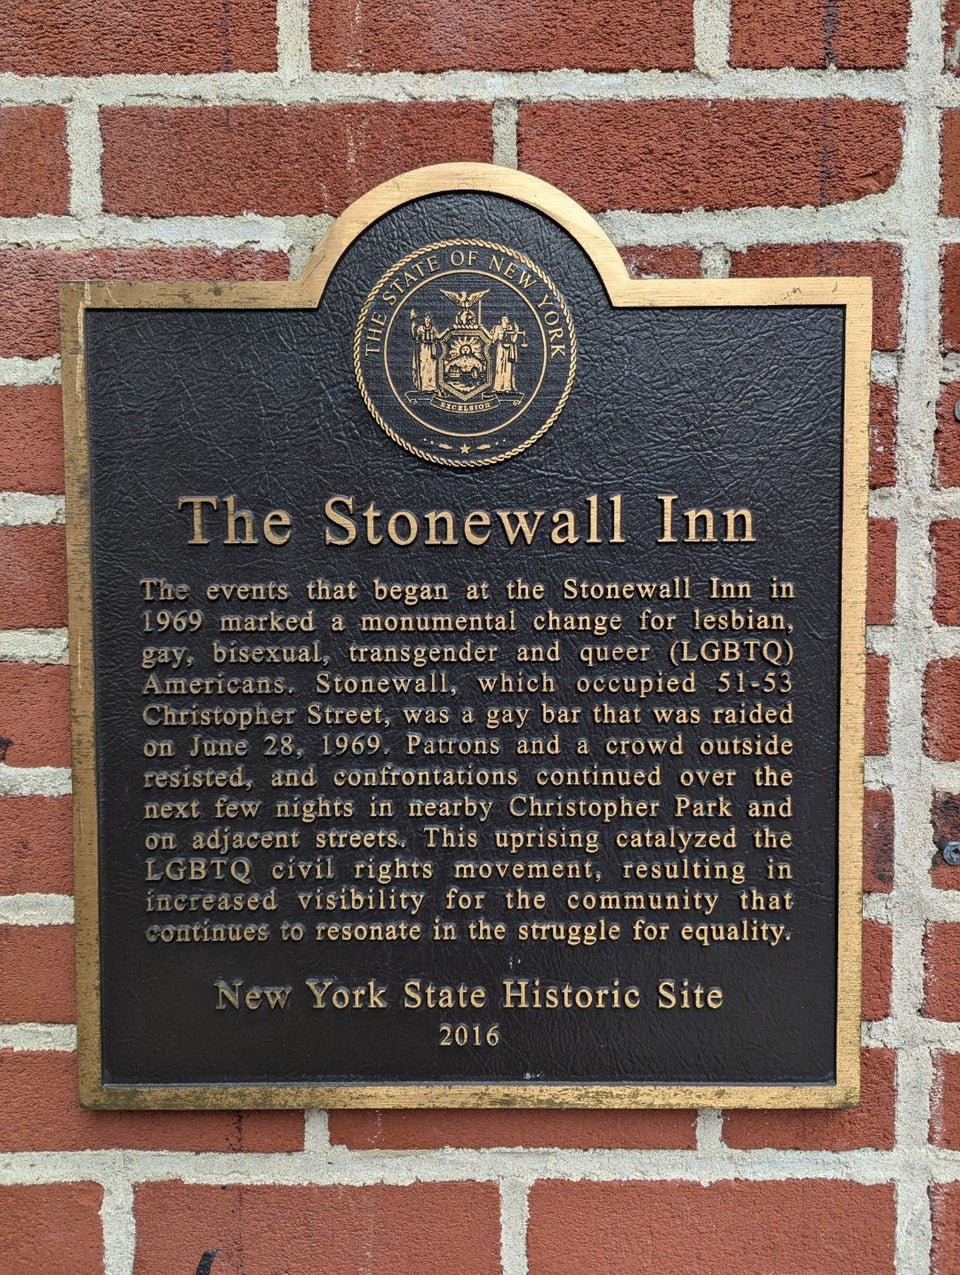 THE STATE OF NEW YORK
EXCELSIOR
The Stonewall Inn
The events that began at the Stonewall Inn in
1969 marked a monumental change for lesbian,
gay, bisexual, transgender and queer (LGBTQ)
Americans. Stonewall, which occupied 51-53
Christopher Street, was a gay bar that was raided
on June 28, 1969. Patrons and a crowd outside
resisted, and confrontations continued over the
next few nights in nearby Christopher Park and
on adjacent streets. This uprising catalyzed the
LGBTQ civil rights movement, resulting in
increased visibility for the community that
continues to resonate in the struggle for equality.
New York State Historic Site
2016